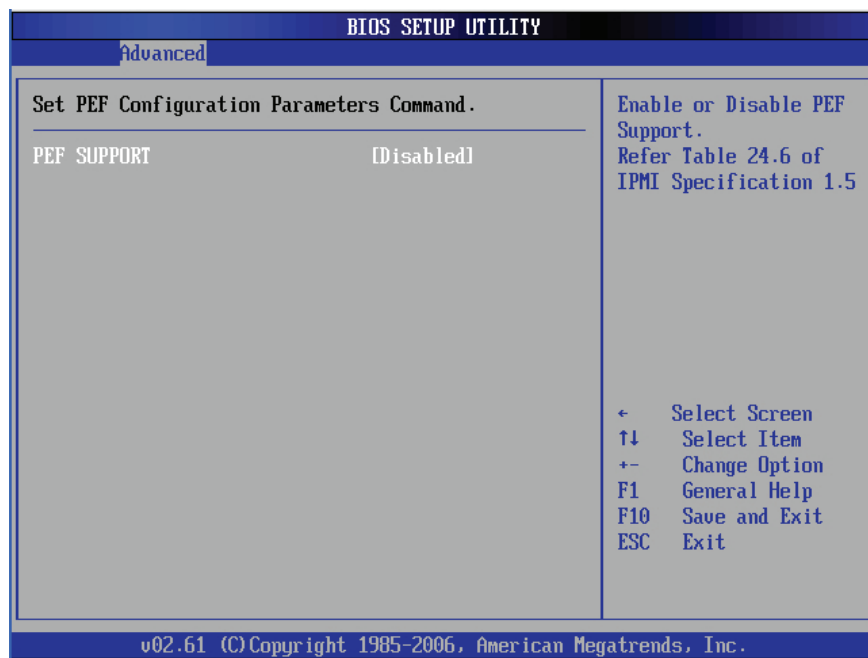 BIOS SETUP UTILITY
Advanced
Set PEF Configuration Parameters Command.
PEF SUPPORT [Disabled]
Enable or Disable PEF
Support.
Refer Table 24.6 of
IPMI Specification 1.5
← Select Screen
↑↓ Select Item
+- Change Option
F1 General Help
F10 Save and Exit
ESC Exit
v02.61 (C)Copyright 1985-2006, American Megatrends, Inc.